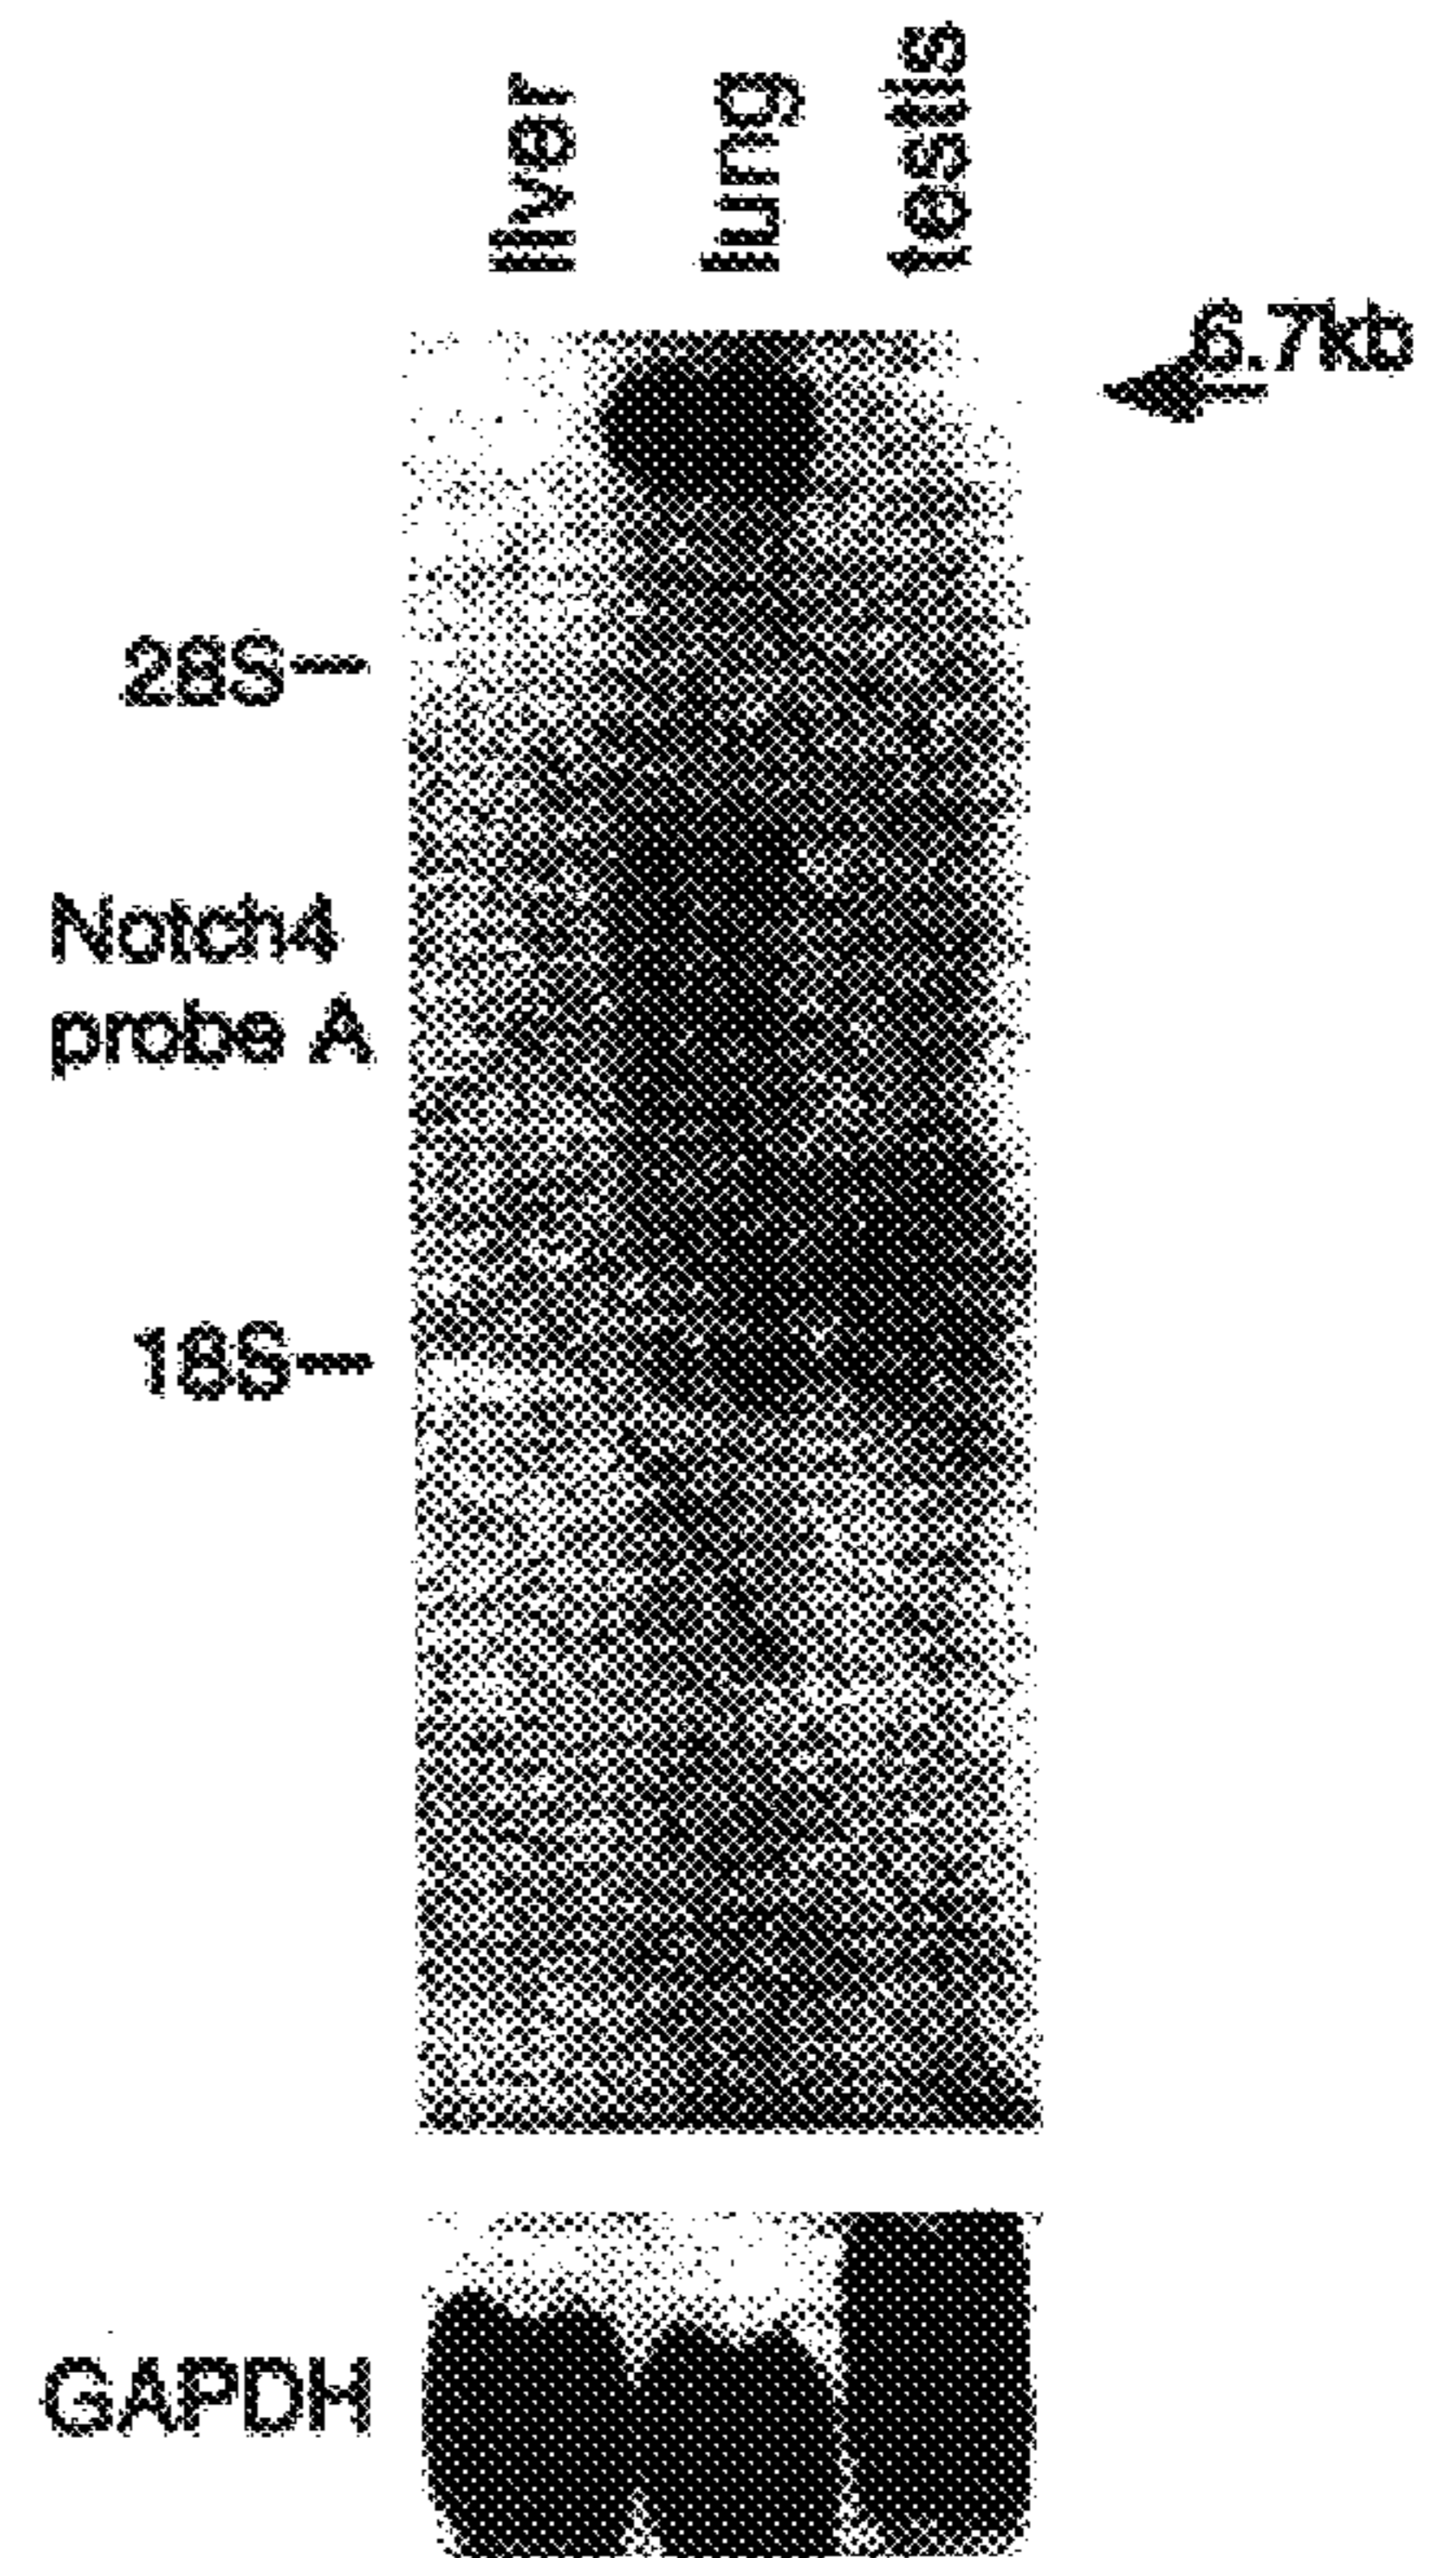 liver
lung
testis
6.7kb
28S
Notch4
probe A
18S
GAPDH